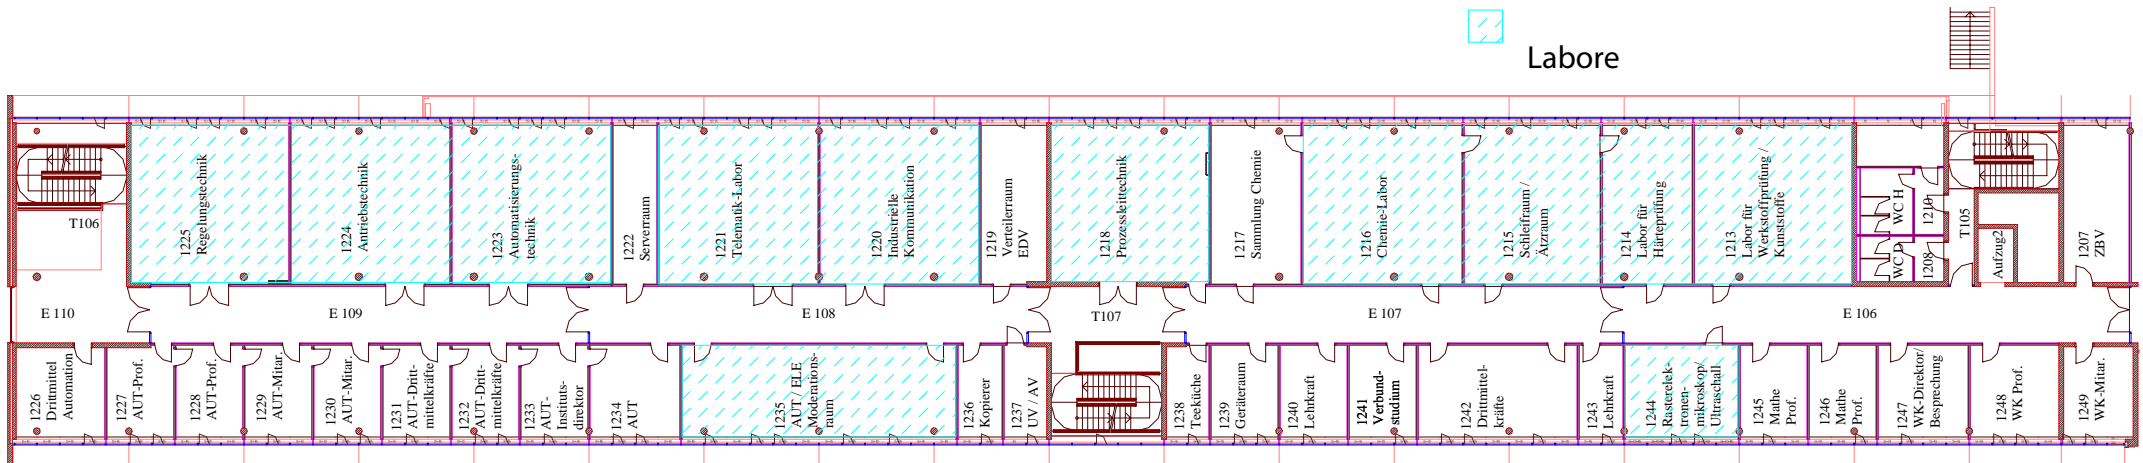 Labore
T106
1225
Regelungstechnik
1224
Antriebstechnik
1223
Automatisierungs-
technik
1222
Serverraum
1221
Telematik-Labor
1220
Industrielle
Kommunikation
1219
Verteilerraum
EDV
1218
Prozessleittechnik
1217
Sammlung Chemie
1216
Chemie-Labor
1215
Schleifraum /
Ätzraum
1214
Labor für
Härteprüfung
1213
Labor für
Werkstoffprüfung /
Kunststoffe
WC H
WC D
1210
1208
T105
Aufzug2
1207
ZBV
E 110
E 109
E 108
T107
E 107
E 106
1226
Drittmittel
Automation
1227
AUT-Prof.
1228
AUT-Prof.
1229
AUT-Mitar.
1230
AUT-Mitar.
1231
AUT-Dritt-
mittelkräfte
1232
AUT-Dritt-
mittelkräfte
1233
AUT-
Instituts-
direktor
1234
AUT
1235
AUT / ELE
Moderations-
raum
1236
Kopierer
1237
UV / AV
1238
Teeküche
1239
Geräteraum
1240
Lehrkraft
1241
Verbund-
studium
1242
Drittmittel-
kräfte
1243
Lehrkraft
1244
Rasterelek-
tronen-
mikroskop/
Ultraschall
1245
Mathe
Prof.
1246
Mathe
Prof.
1247
WK-Direktor/
Besprechung
1248
WK Prof.
1249
WK-Mitar.